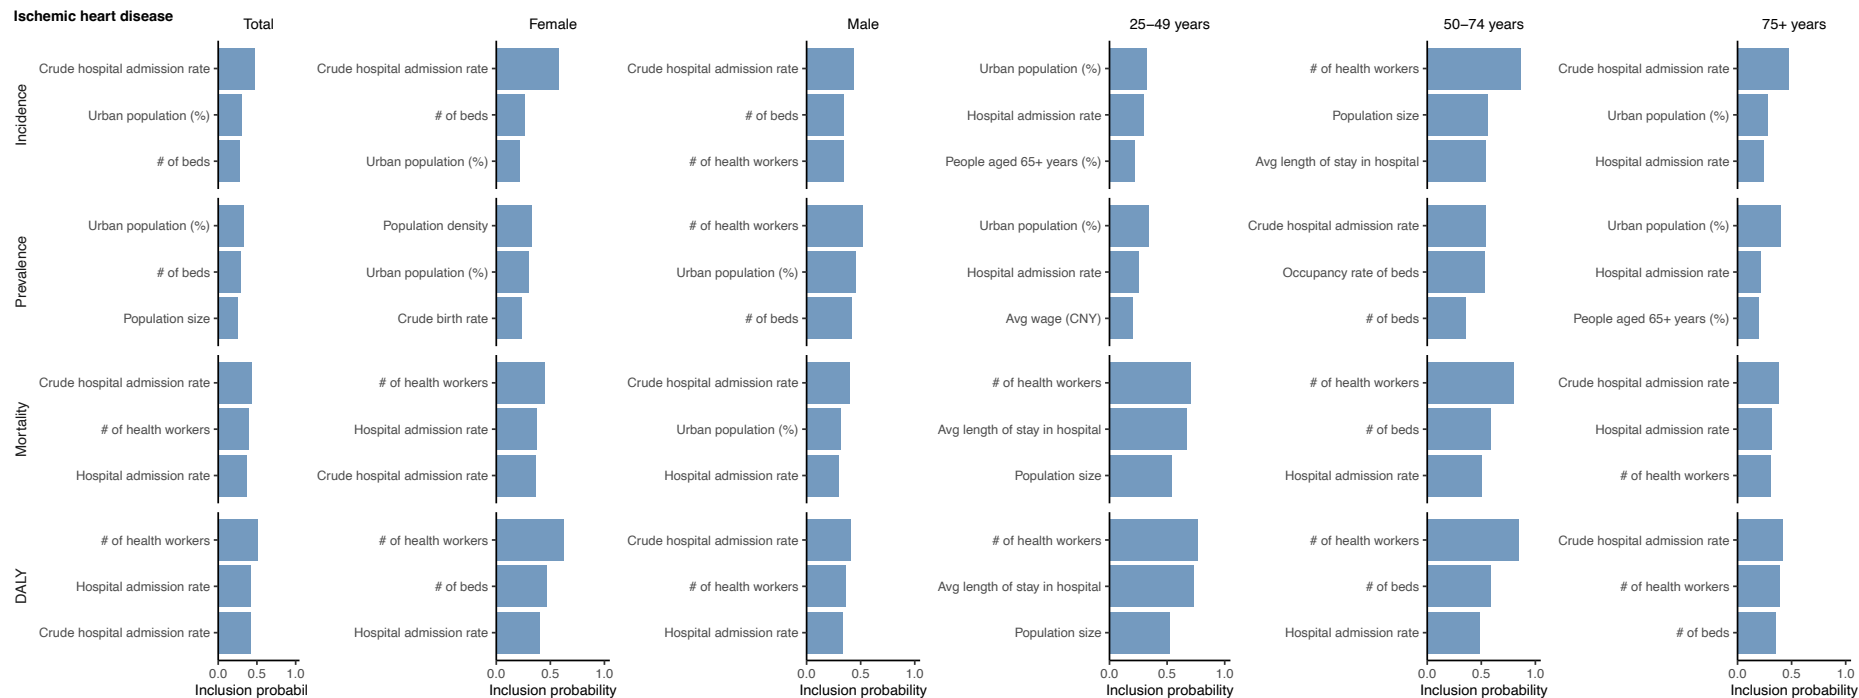 Ischemic heart disease
Total
Female
Male
25–49 years
50–74 years
75+ years
Incidence
Crude hospital admission rate
Urban population (%)
# of beds
Crude hospital admission rate
# of beds
Urban population (%)
Crude hospital admission rate
# of beds
# of health workers
Urban population (%)
Hospital admission rate
People aged 65+ years (%)
# of health workers
Population size
Avg length of stay in hospital
Crude hospital admission rate
Urban population (%)
Hospital admission rate
Prevalence
Urban population (%)
# of beds
Population size
Population density
Urban population (%)
Crude birth rate
# of health workers
Urban population (%)
# of beds
Urban population (%)
Hospital admission rate
Avg wage (CNY)
Crude hospital admission rate
Occupancy rate of beds
# of beds
Urban population (%)
Hospital admission rate
People aged 65+ years (%)
Mortality
Crude hospital admission rate
# of health workers
Hospital admission rate
# of health workers
Hospital admission rate
Crude hospital admission rate
Crude hospital admission rate
Urban population (%)
Hospital admission rate
# of health workers
Avg length of stay in hospital
Population size
# of health workers
# of beds
Hospital admission rate
Crude hospital admission rate
Hospital admission rate
# of health workers
DALY
# of health workers
Hospital admission rate
Crude hospital admission rate
# of health workers
# of beds
Hospital admission rate
Crude hospital admission rate
# of health workers
Hospital admission rate
# of health workers
Avg length of stay in hospital
Population size
# of health workers
# of beds
Hospital admission rate
Crude hospital admission rate
# of health workers
# of beds
0.0 0.5 1.0
0.0 0.5 1.0
0.0 0.5 1.0
0.0 0.5 1.0
0.0 0.5 1.0
0.0 0.5 1.0
Inclusion probabil
Inclusion probability
Inclusion probability
Inclusion probability
Inclusion probability
Inclusion probability